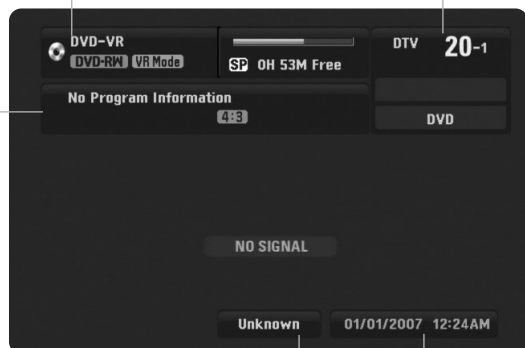 DVD-VR
DVD-RW VR Mode
SP 0H 53M Free
DTV 20-1
No Program Information
4:3
DVD
NO SIGNAL
Unknown 01/01/2007 12:24AM